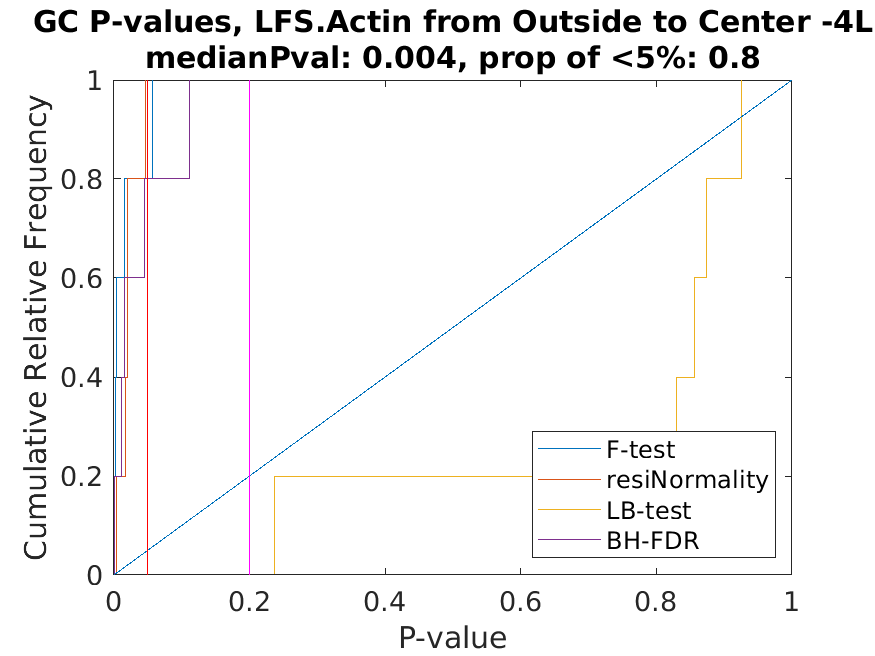 GC P-values, LFS.Actin from Outside to Center -4L
medianPval: 0.004, prop of <5%: 0.8
1
0.8
0.6
0.4
0.2
0
Cumulative Relative Frequency
F-test
resiNormality
LB-test
BH-FDR
0 0.2 0.4 0.6 0.8 1
P-value